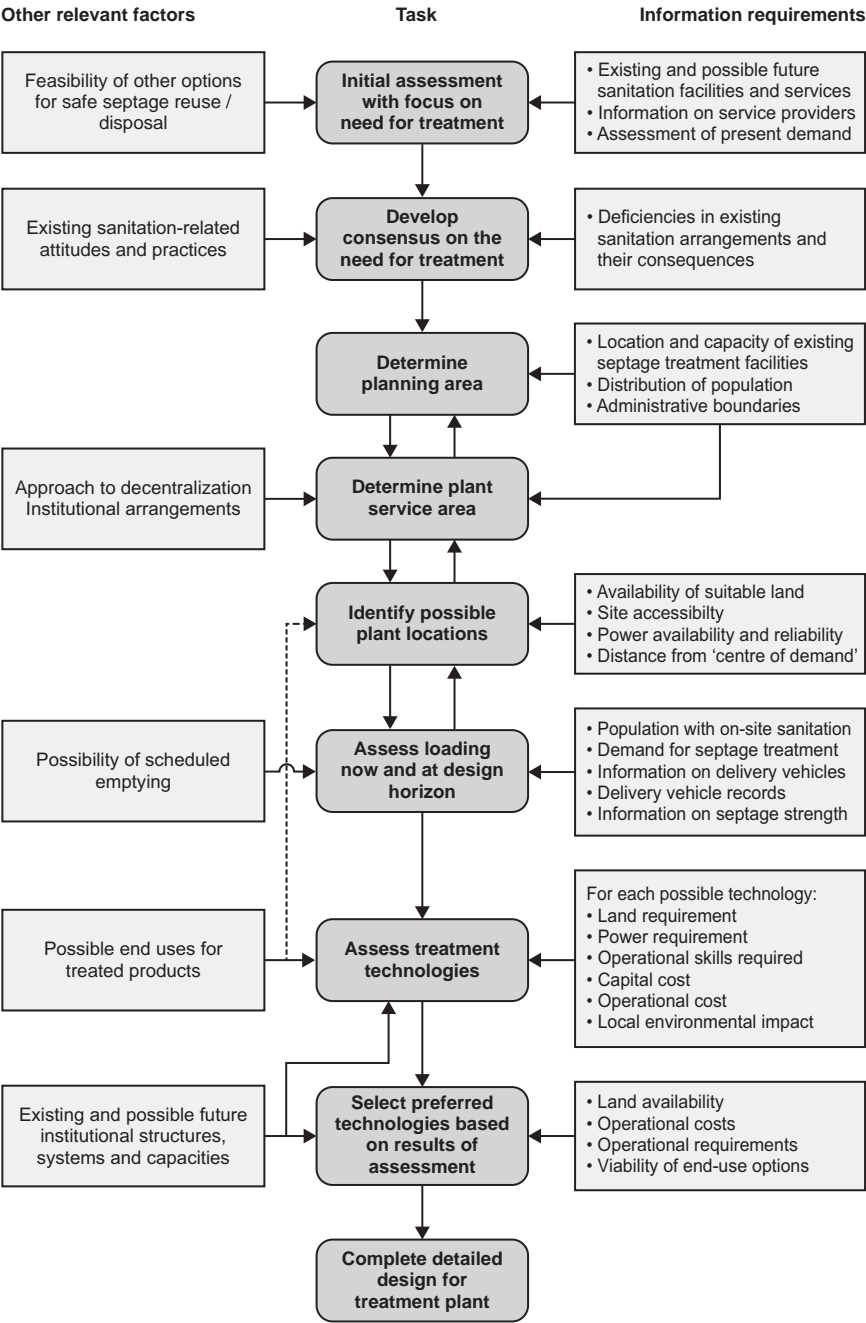 Other relevant factors
Task
Information requirements
Feasibility of other options
for safe septage reuse /
disposal
Initial assessment
with focus on
need for treatment
• Existing and possible future
sanitation facilities and services
• Information on service providers
• Assessment of present demand
Existing sanitation-related
attitudes and practices
Develop
consensus on the
need for treatment
• Deficiencies in existing
sanitation arrangements and
their consequences
Determine
planning area
• Location and capacity of existing
septage treatment facilities
• Distribution of population
• Administrative boundaries
Approach to decentralization
Institutional arrangements
Determine plant
service area
Identify possible
plant locations
• Availability of suitable land
• Site accessibilty
• Power availability and reliability
• Distance from ‘centre of demand’
Possibility of scheduled
emptying
Assess loading
now and at design
horizon
• Population with on-site sanitation
• Demand for septage treatment
• Information on delivery vehicles
• Delivery vehicle records
• Information on septage strength
Possible end uses for
treated products
Assess treatment
technologies
For each possible technology:
• Land requirement
• Power requirement
• Operational skills required
• Capital cost
• Operational cost
• Local environmental impact
Existing and possible future
institutional structures,
systems and capacities
Select preferred
technologies based
on results of
assessment
• Land availability
• Operational costs
• Operational requirements
• Viability of end-use options
Complete detailed
design for
treatment plant